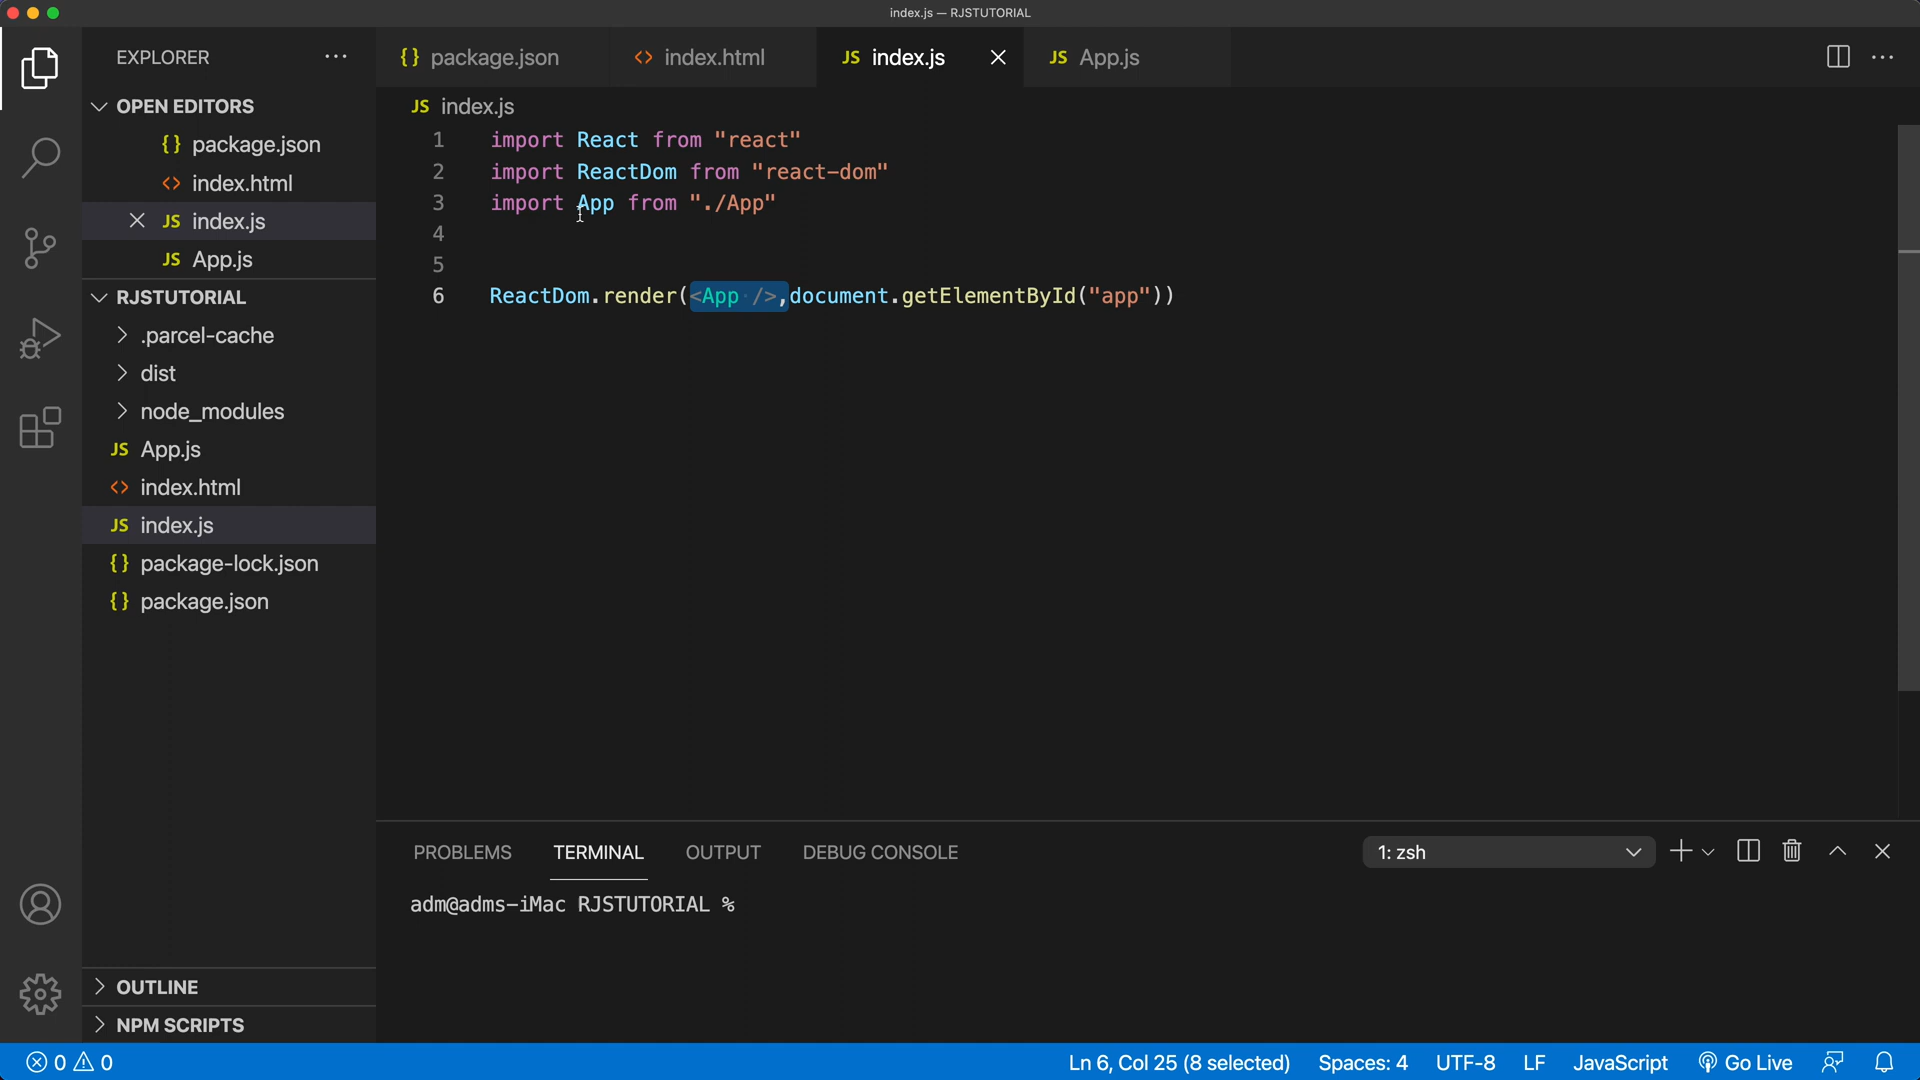 index.js — RJSTUTORIAL
EXPLORER
{} package.json
<> index.html
JS index.js
JS App.js
OPEN EDITORS
{} package.json
<> index.html
JS index.js
JS App.js
RJSTUTORIAL
.parcel-cache
dist
node_modules
JS App.js
<> index.html
JS index.js
{} package-lock.json
{} package.json
OUTLINE
NPM SCRIPTS
JS index.js
1 import React from "react"
2 import ReactDom from "react-dom"
3 import App from "./App"
4
5
6 ReactDom.render(<App />,document.getElementById("app"))
PROBLEMS TERMINAL OUTPUT DEBUG CONSOLE
1: zsh
adm@adms-iMac RJSTUTORIAL %
0 0
Ln 6, Col 25 (8 selected) Spaces: 4 UTF-8 LF JavaScript Go Live